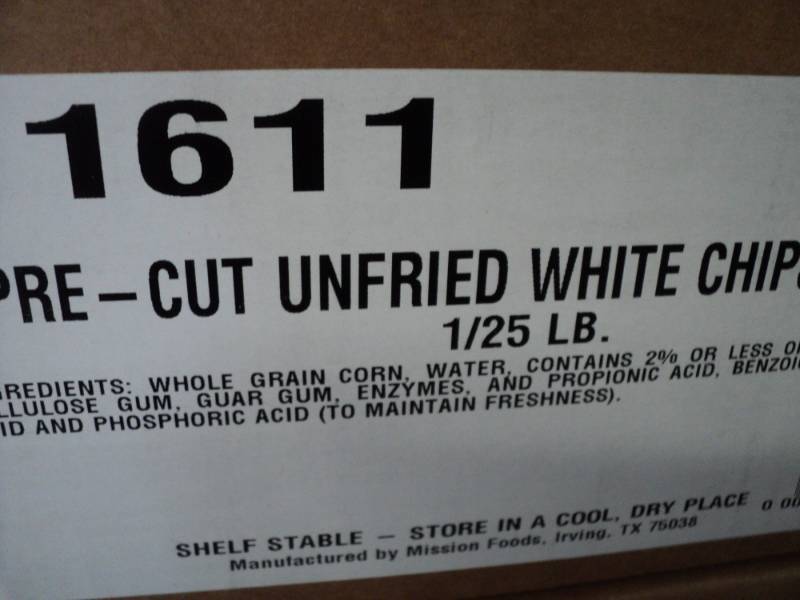 1611
PRE-CUT UNFRIED WHITE CHIPS
1/25 LB.
REDIENTS: WHOLE GRAIN CORN, WATER, CONTAINS 2% OR LESS O
LLULOSE GUM, GUAR GUM, ENZYMES, AND PROPIONIC ACID, BENZOI
ID AND PHOSPHORIC ACID (TO MAINTAIN FRESHNESS).
SHELF STABLE - STORE IN A COOL, DRY PLACE
Manufactured by Mission Foods, Irving, TX 75038